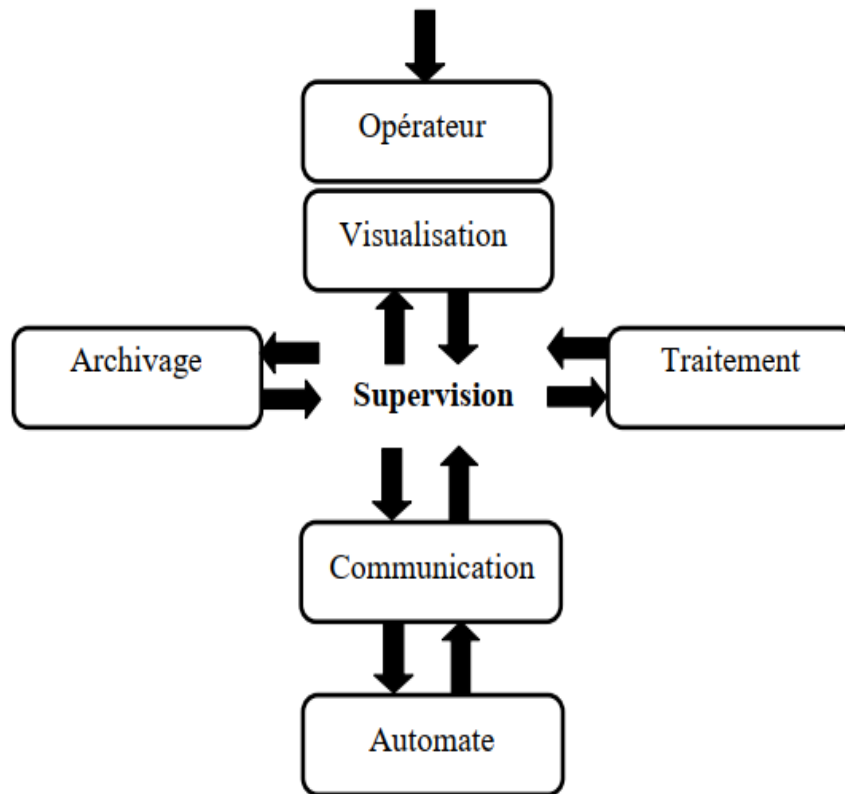 Opérateur
Visualisation
Archivage
Traitement
Supervision
Communication
Automate